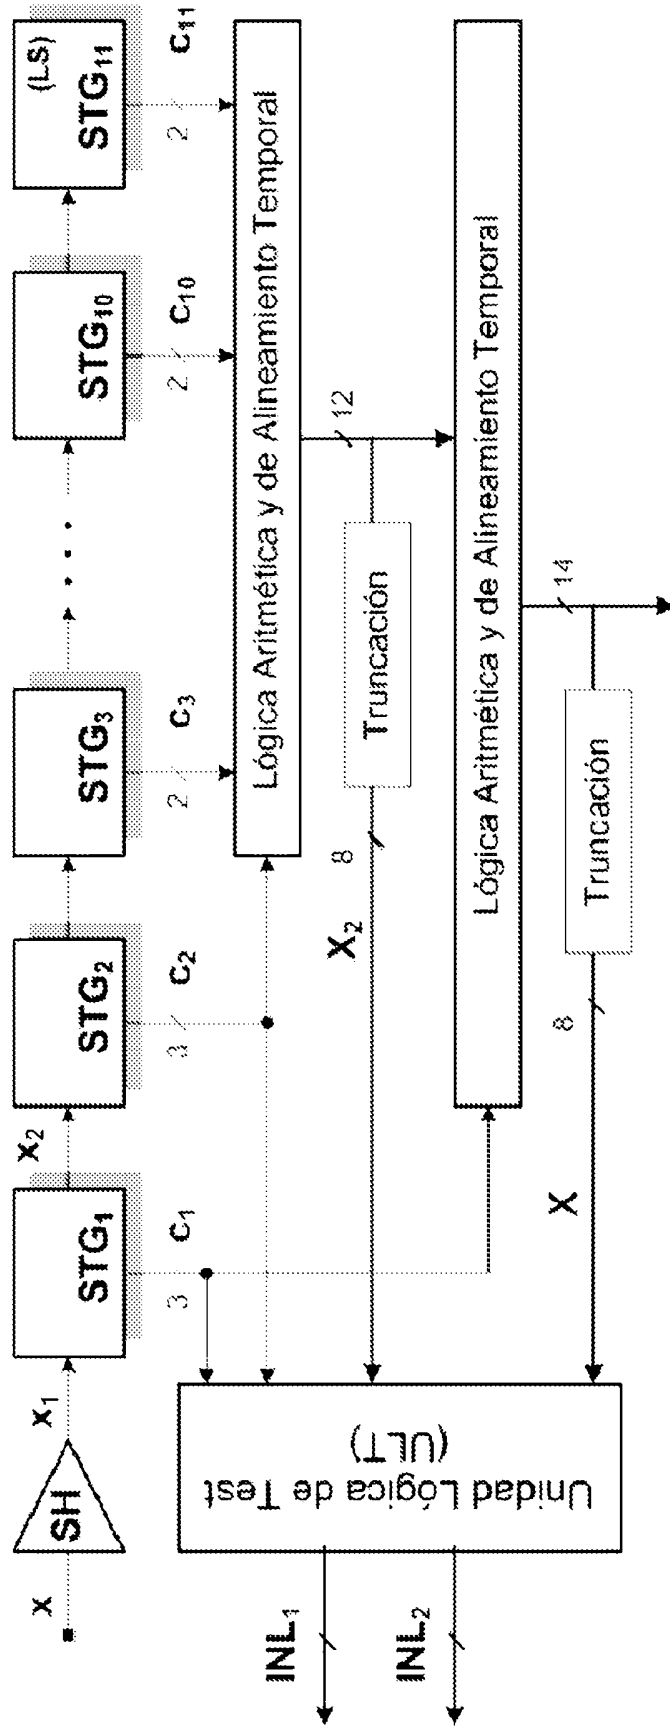 x
SH
x₁
STG₁
x₂
STG₂
STG₃
STG₁₀
(LS)
STG₁₁
3
c₁
3
c₂
2
c₃
2
c₁₀
2
c₁₁
Lógica Aritmética y de Alineamiento Temporal
12
Truncación
8
X₂
Lógica Aritmética y de Alineamiento Temporal
14
Truncación
8
X
Unidad Lógica de Test
(ULT)
INL₁
INL₂